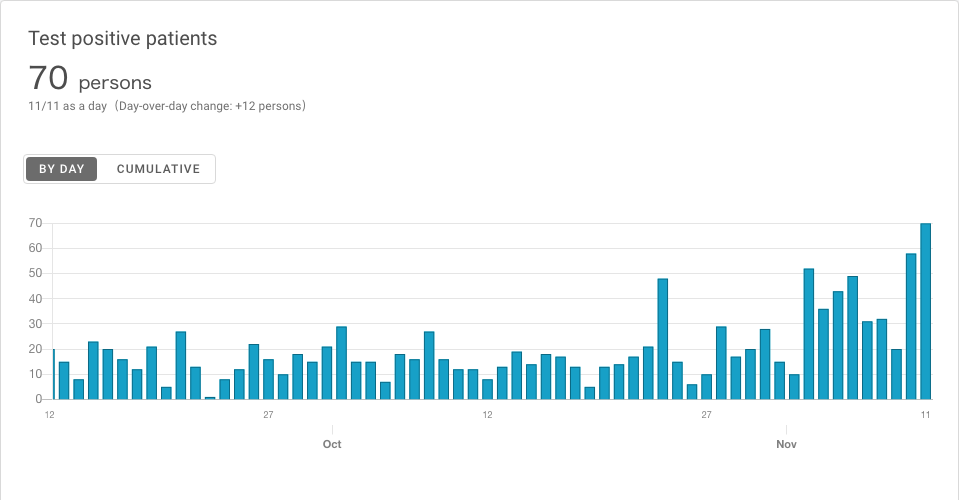 Test positive patients
70 persons
11/11 as a day（Day-over-day change: +12 persons）
BY DAY CUMULATIVE
70
60
50
40
30
20
10
0
12 27 12 27 11
Oct Nov